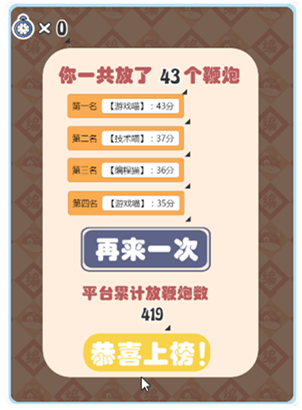 × 0
你一共放了 43 个鞭炮
第一名 【游戏喵】：43分
第二名 【技术喵】：37分
第三名 【编程猫】：36分
第四名 【游戏喵】：35分
再来一次
平台累计放鞭炮数
419
恭喜上榜！